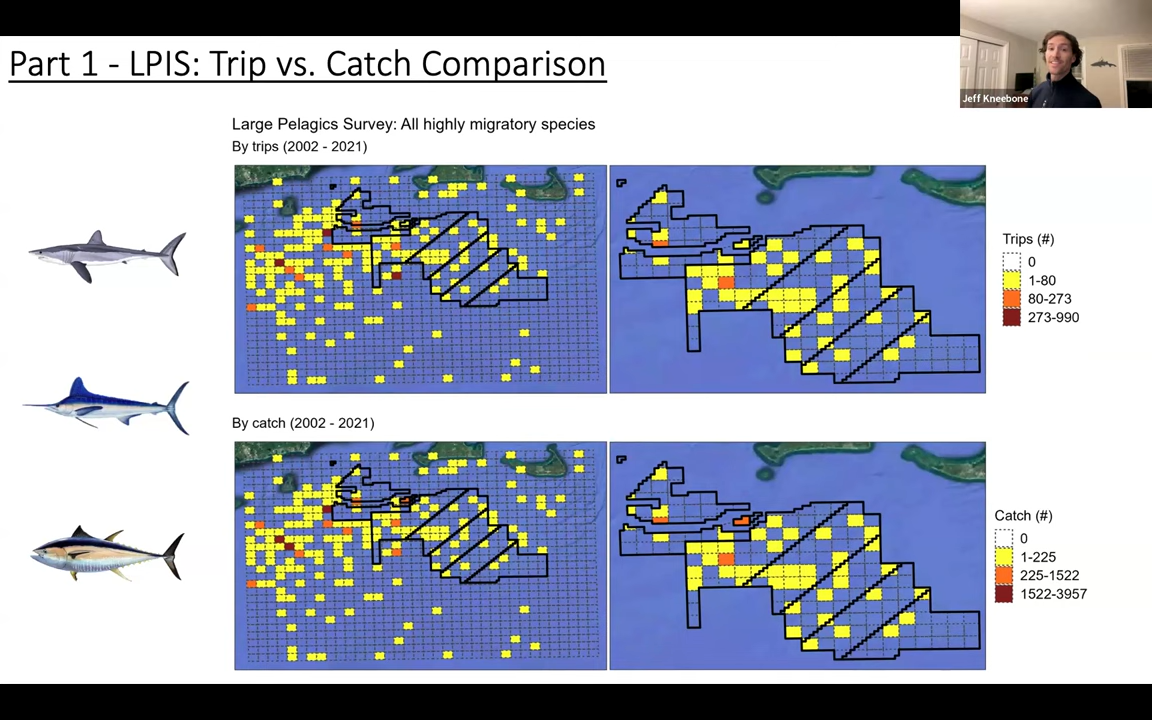 Part 1 - LPIS: Trip vs. Catch Comparison
Jeff Kneebone
Large Pelagics Survey: All highly migratory species
By trips (2002 - 2021)
Trips (#)
0
1-80
80-273
273-990
By catch (2002 - 2021)
Catch (#)
0
1-225
225-1522
1522-3957